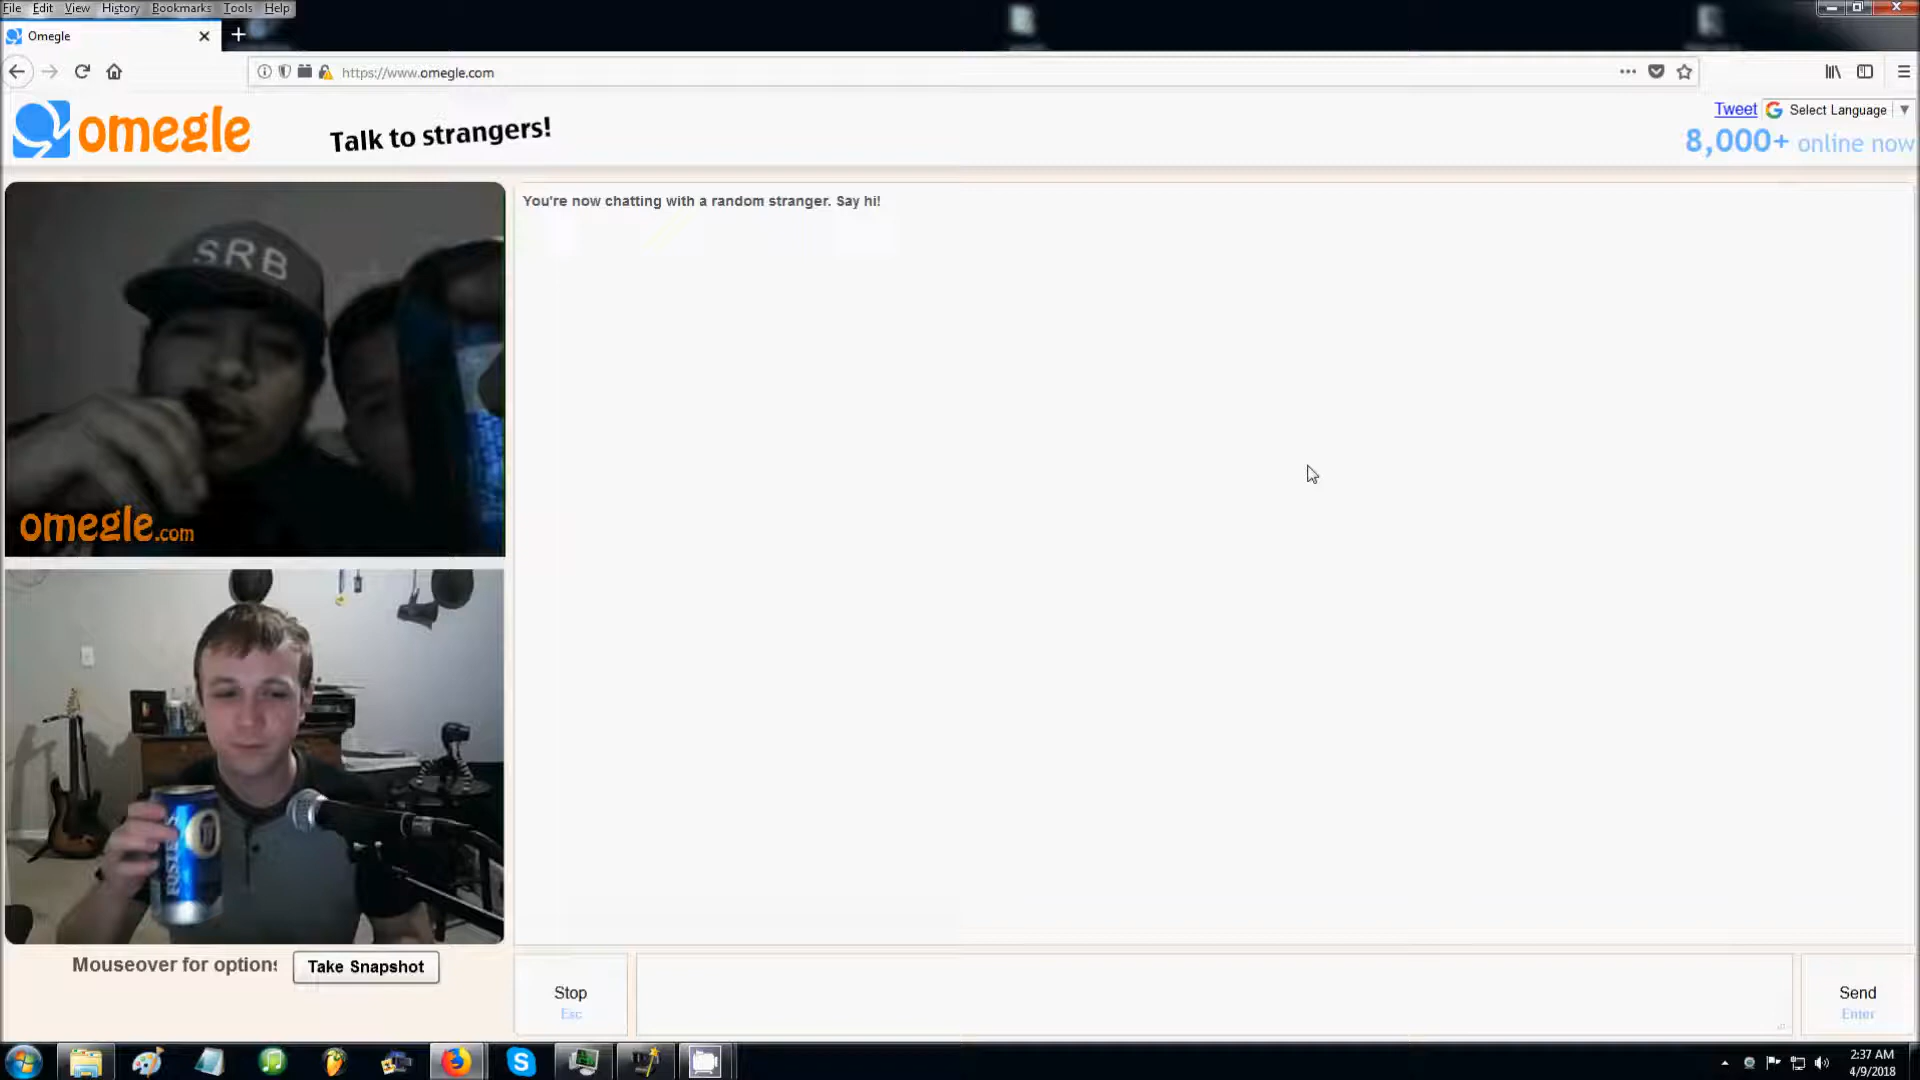 File Edit View History Bookmarks Tools Help
Omegle
https://www.omegle.com
omegle
Talk to strangers!
Tweet
Select Language
8,000+ online now
You're now chatting with a random stranger. Say hi!
SRB
omegle.com
FOSTER'S
Mouseover for options
Take Snapshot
Stop
Esc
Send
Enter
2:37 AM
4/9/2018